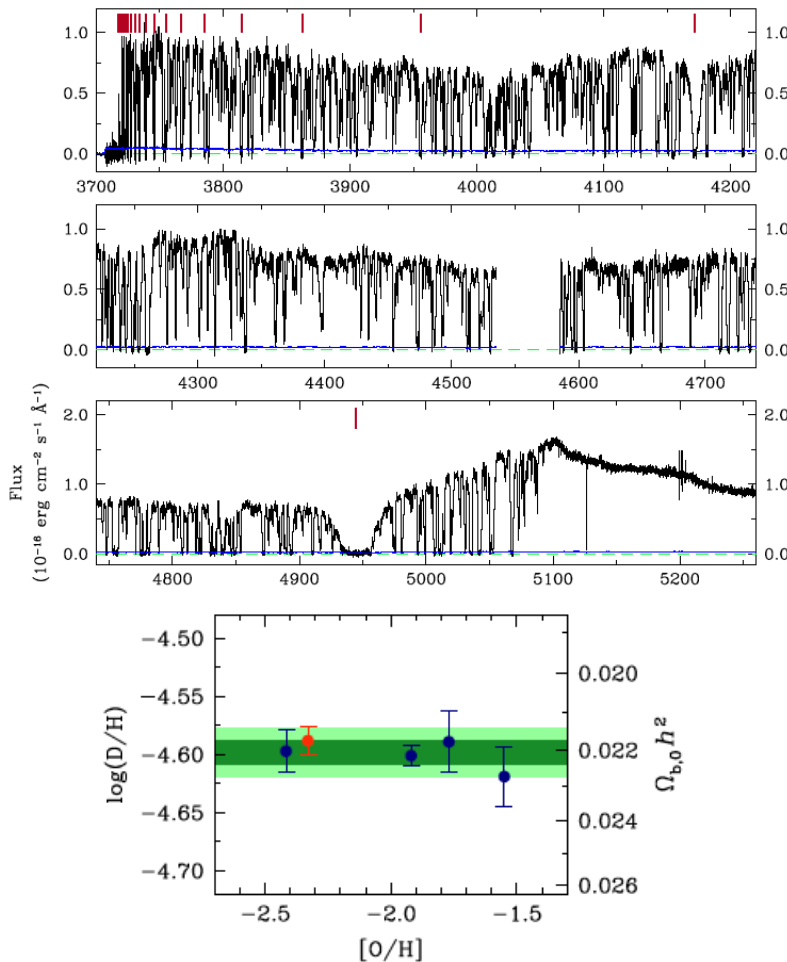 1.0 1.0
0.5 0.5
0.0 0.0
3700 3800 3900 4000 4100 4200
1.0 1.0
0.5 0.5
0.0 0.0
4300 4400 4500 4600 4700
2.0 2.0
1.0 1.0
0.0 0.0
4800 4900 5000 5100 5200
Flux
(10⁻¹⁶ erg cm⁻² s⁻¹ Å⁻¹)
−4.50
−4.55
−4.60
−4.65
−4.70
log(D/H)
0.020
0.022
0.024
0.026
Ω_{b,0} h²
−2.5 −2.0 −1.5
[O/H]